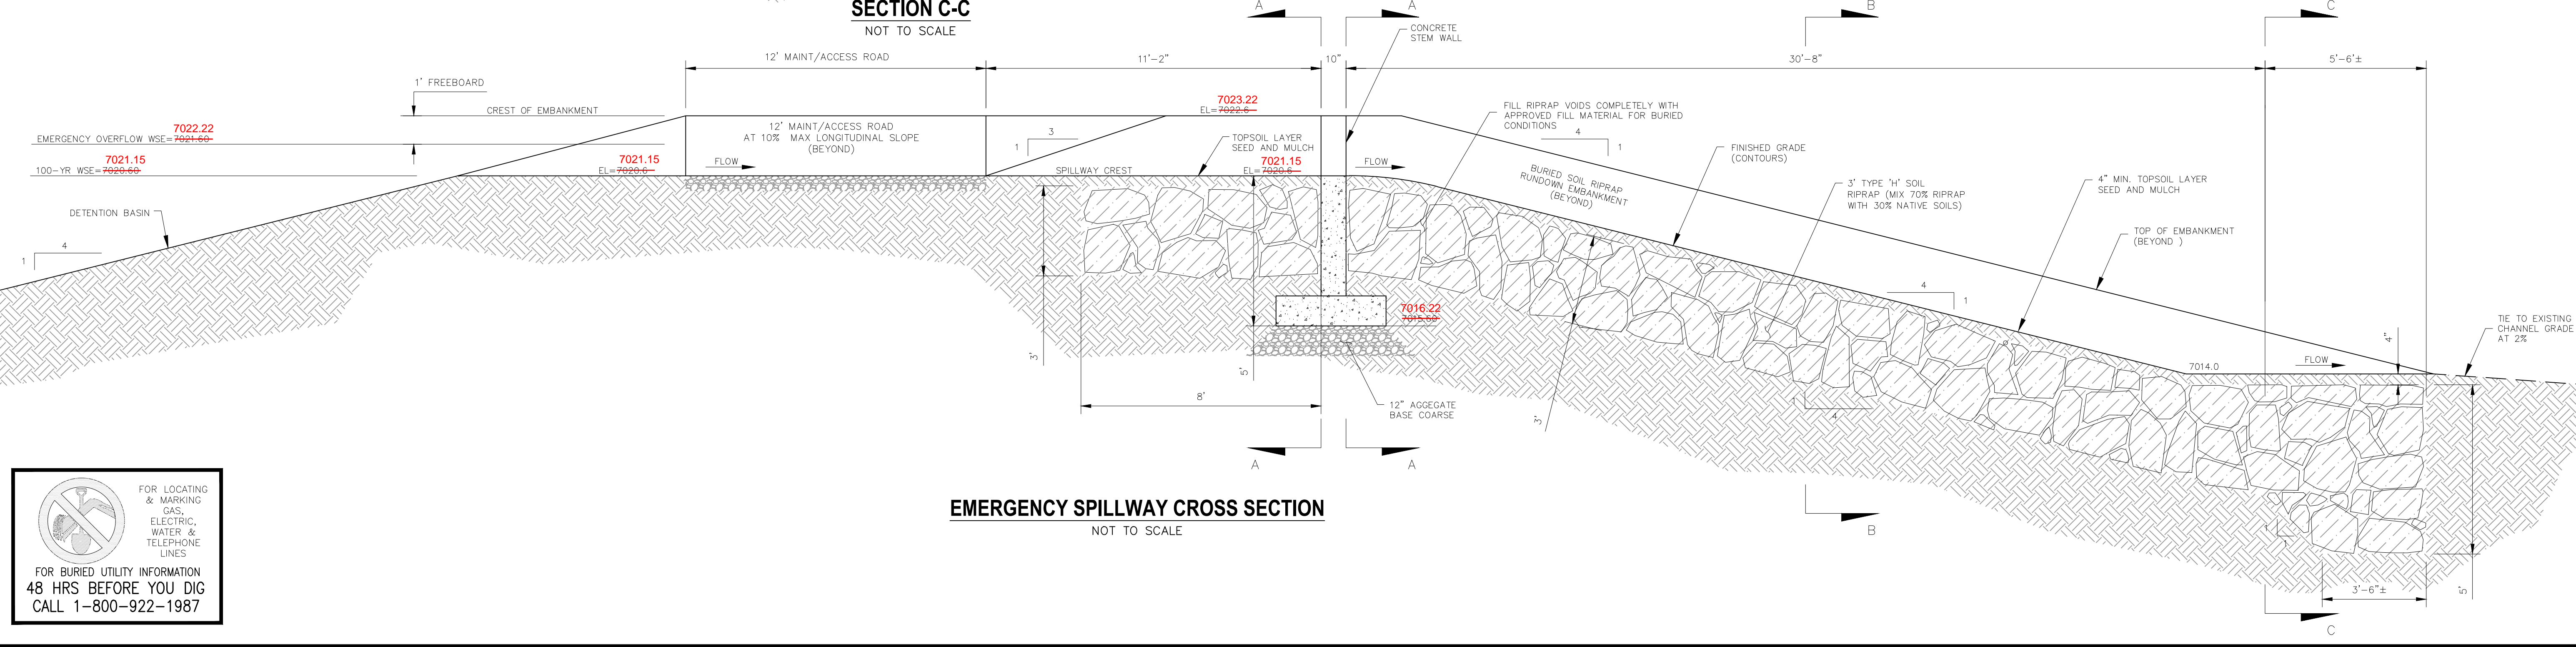 SECTION C-C
NOT TO SCALE
A
A
B
C
CONCRETE
STEM WALL
12' MAINT/ACCESS ROAD
11'-2"
10"
30'-8"
5'-6'±
1' FREEBOARD
CREST OF EMBANKMENT
7023.22
EL=7022.6
FILL RIPRAP VOIDS COMPLETELY WITH
APPROVED FILL MATERIAL FOR BURIED
CONDITIONS
7022.22
EMERGENCY OVERFLOW WSE=7021.60
12' MAINT/ACCESS ROAD
AT 10% MAX LONGITUDINAL SLOPE
(BEYOND)
3
1
TOPSOIL LAYER
SEED AND MULCH
4
1
FINISHED GRADE
(CONTOURS)
7021.15
100-YR WSE=7020.60
7021.15
EL=7020.6
FLOW
SPILLWAY CREST
7021.15
EL=7020.6
FLOW
BURIED SOIL RIPRAP
RUNDOWN EMBANKMENT
(BEYOND)
3' TYPE 'H' SOIL
RIPRAP (MIX 70% RIPRAP
WITH 30% NATIVE SOILS)
4" MIN. TOPSOIL LAYER
SEED AND MULCH
DETENTION BASIN
TOP OF EMBANKMENT
(BEYOND )
4
1
4
1
7016.22
7015.60
TIE TO EXISTING
CHANNEL GRADE
AT 2%
3'
5'
4"
7014.0
FLOW
8'
12" AGGEGATE
BASE COARSE
3'
1
4
A
A
B
C
1
1
3'-6"±
5'
EMERGENCY SPILLWAY CROSS SECTION
NOT TO SCALE
FOR LOCATING
& MARKING
GAS,
ELECTRIC,
WATER &
TELEPHONE
LINES
FOR BURIED UTILITY INFORMATION
48 HRS BEFORE YOU DIG
CALL 1-800-922-1987